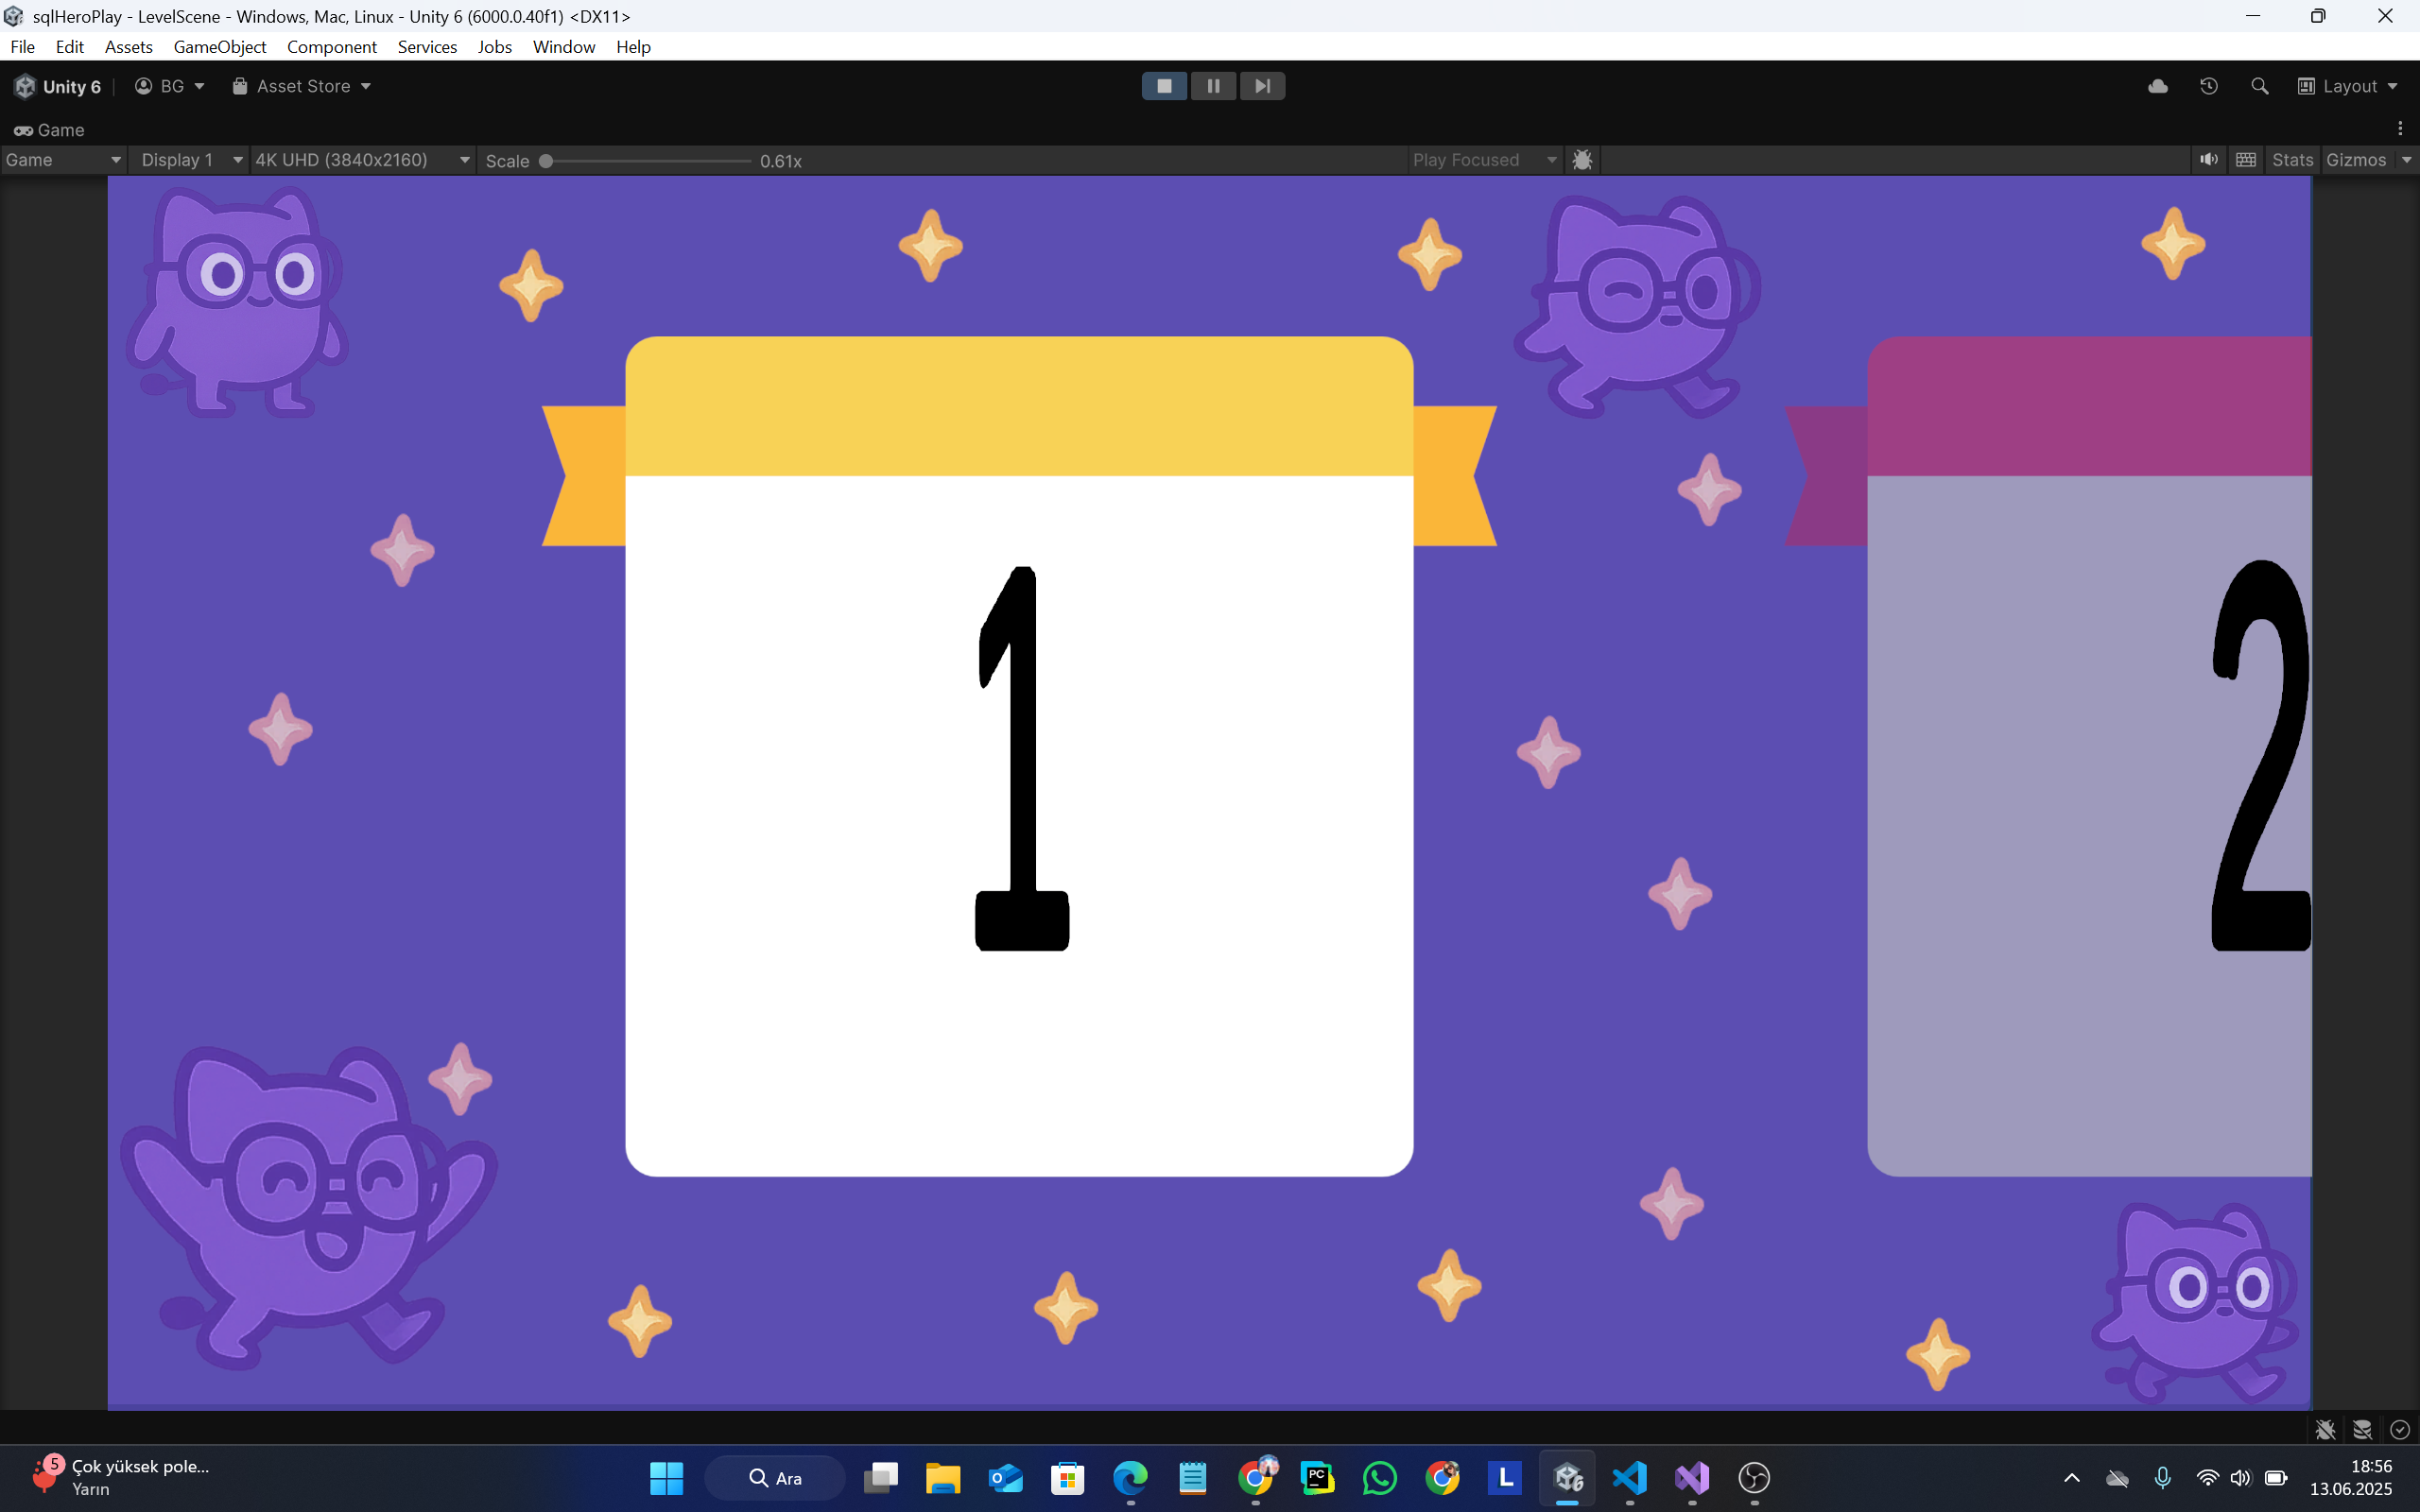 sqlHeroPlay - LevelScene - Windows, Mac, Linux - Unity 6 (6000.0.40f1) <DX11>
File Edit Assets GameObject Component Services Jobs Window Help
Unity 6 BG Asset Store Layout
Game
Game Display 1 4K UHD (3840x2160) Scale 0.61x Play Focused Stats Gizmos
1
2
5 Çok yüksek pole...
Yarın
Ara
PC
L
6
18:56
13.06.2025